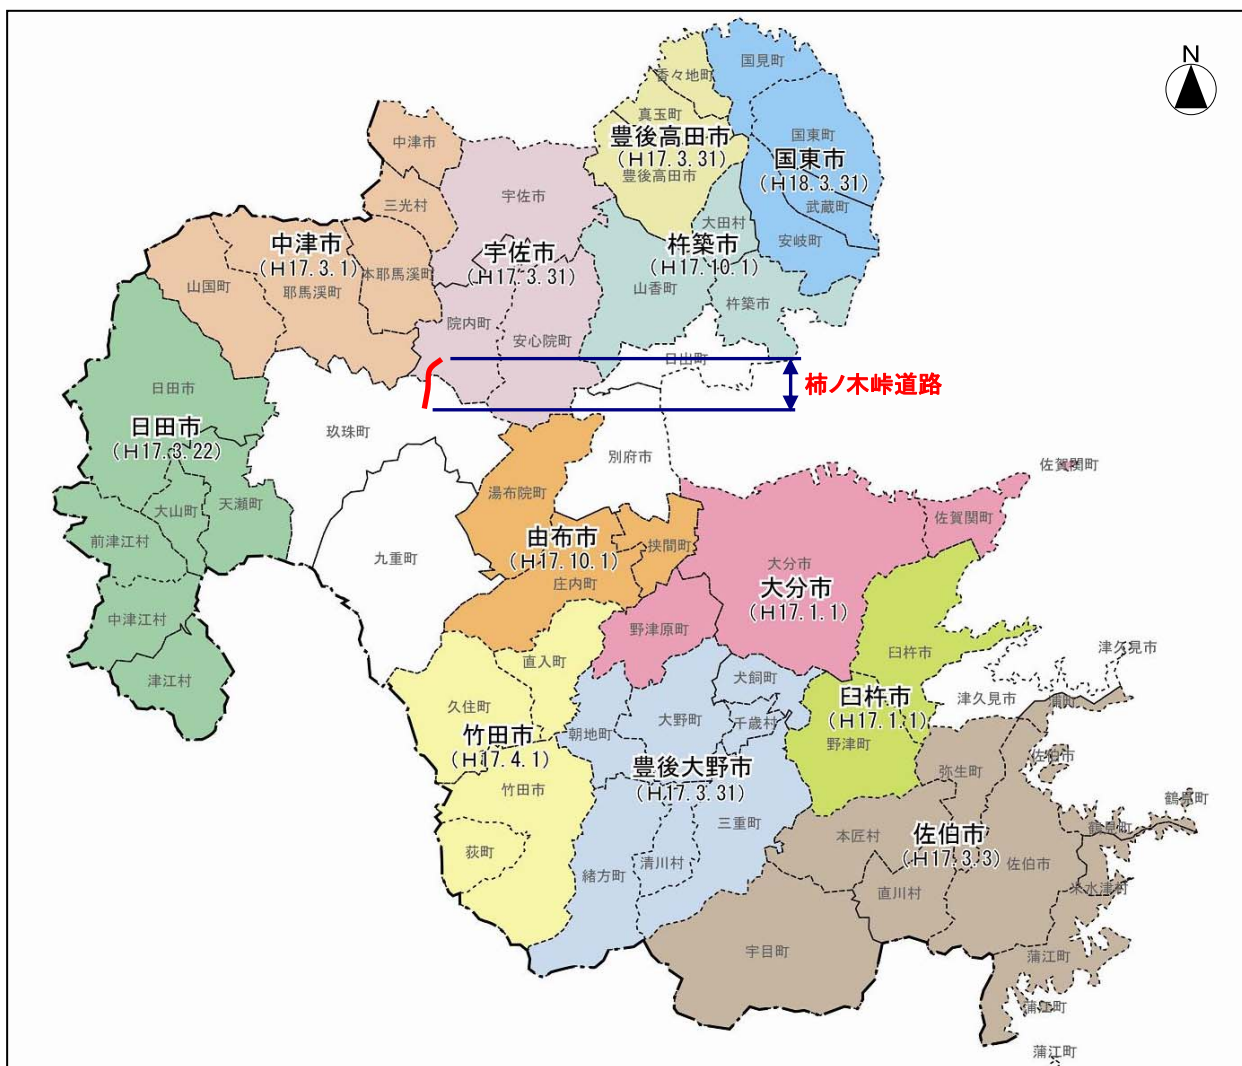 N
国見町
香々地町
真玉町
国東町
中津市
豊後高田市
(H17.3.31)
豊後高田市
国東市
(H18.3.31)
武蔵町
安岐町
三光村
宇佐市
大田村
中津市
(H17.3.1)
本耶馬溪町
宇佐市
(H17.3.31)
杵築市
(H17.10.1)
山国町
耶馬溪町
山香町
杵築市
院内町
安心院町
日出町
柿ノ木峠道路
日田市
日田市
(H17.3.22)
玖珠町
別府市
佐賀関町
湯布院町
大山町
天瀬町
佐賀関町
前津江村
由布市
(H17.10.1)
挾間町
九重町
大分市
大分市
(H17.1.1)
庄内町
中津江村
野津原町
臼杵市
津久見市
直入町
津江村
犬飼町
久住町
津久見市
臼杵市
(H17.1.1)
大野町
千歳村
朝地町
竹田市
(H17.4.1)
野津町
佐伯市
豊後大野市
(H17.3.31)
弥生町
竹田市
鶴見町
三重町
本匠村
佐伯市
(H17.3.3)
鶴見町
荻町
清川村
佐伯市
緒方町
直川村
米水津村
宇目町
蒲江町
蒲江町
蒲江町